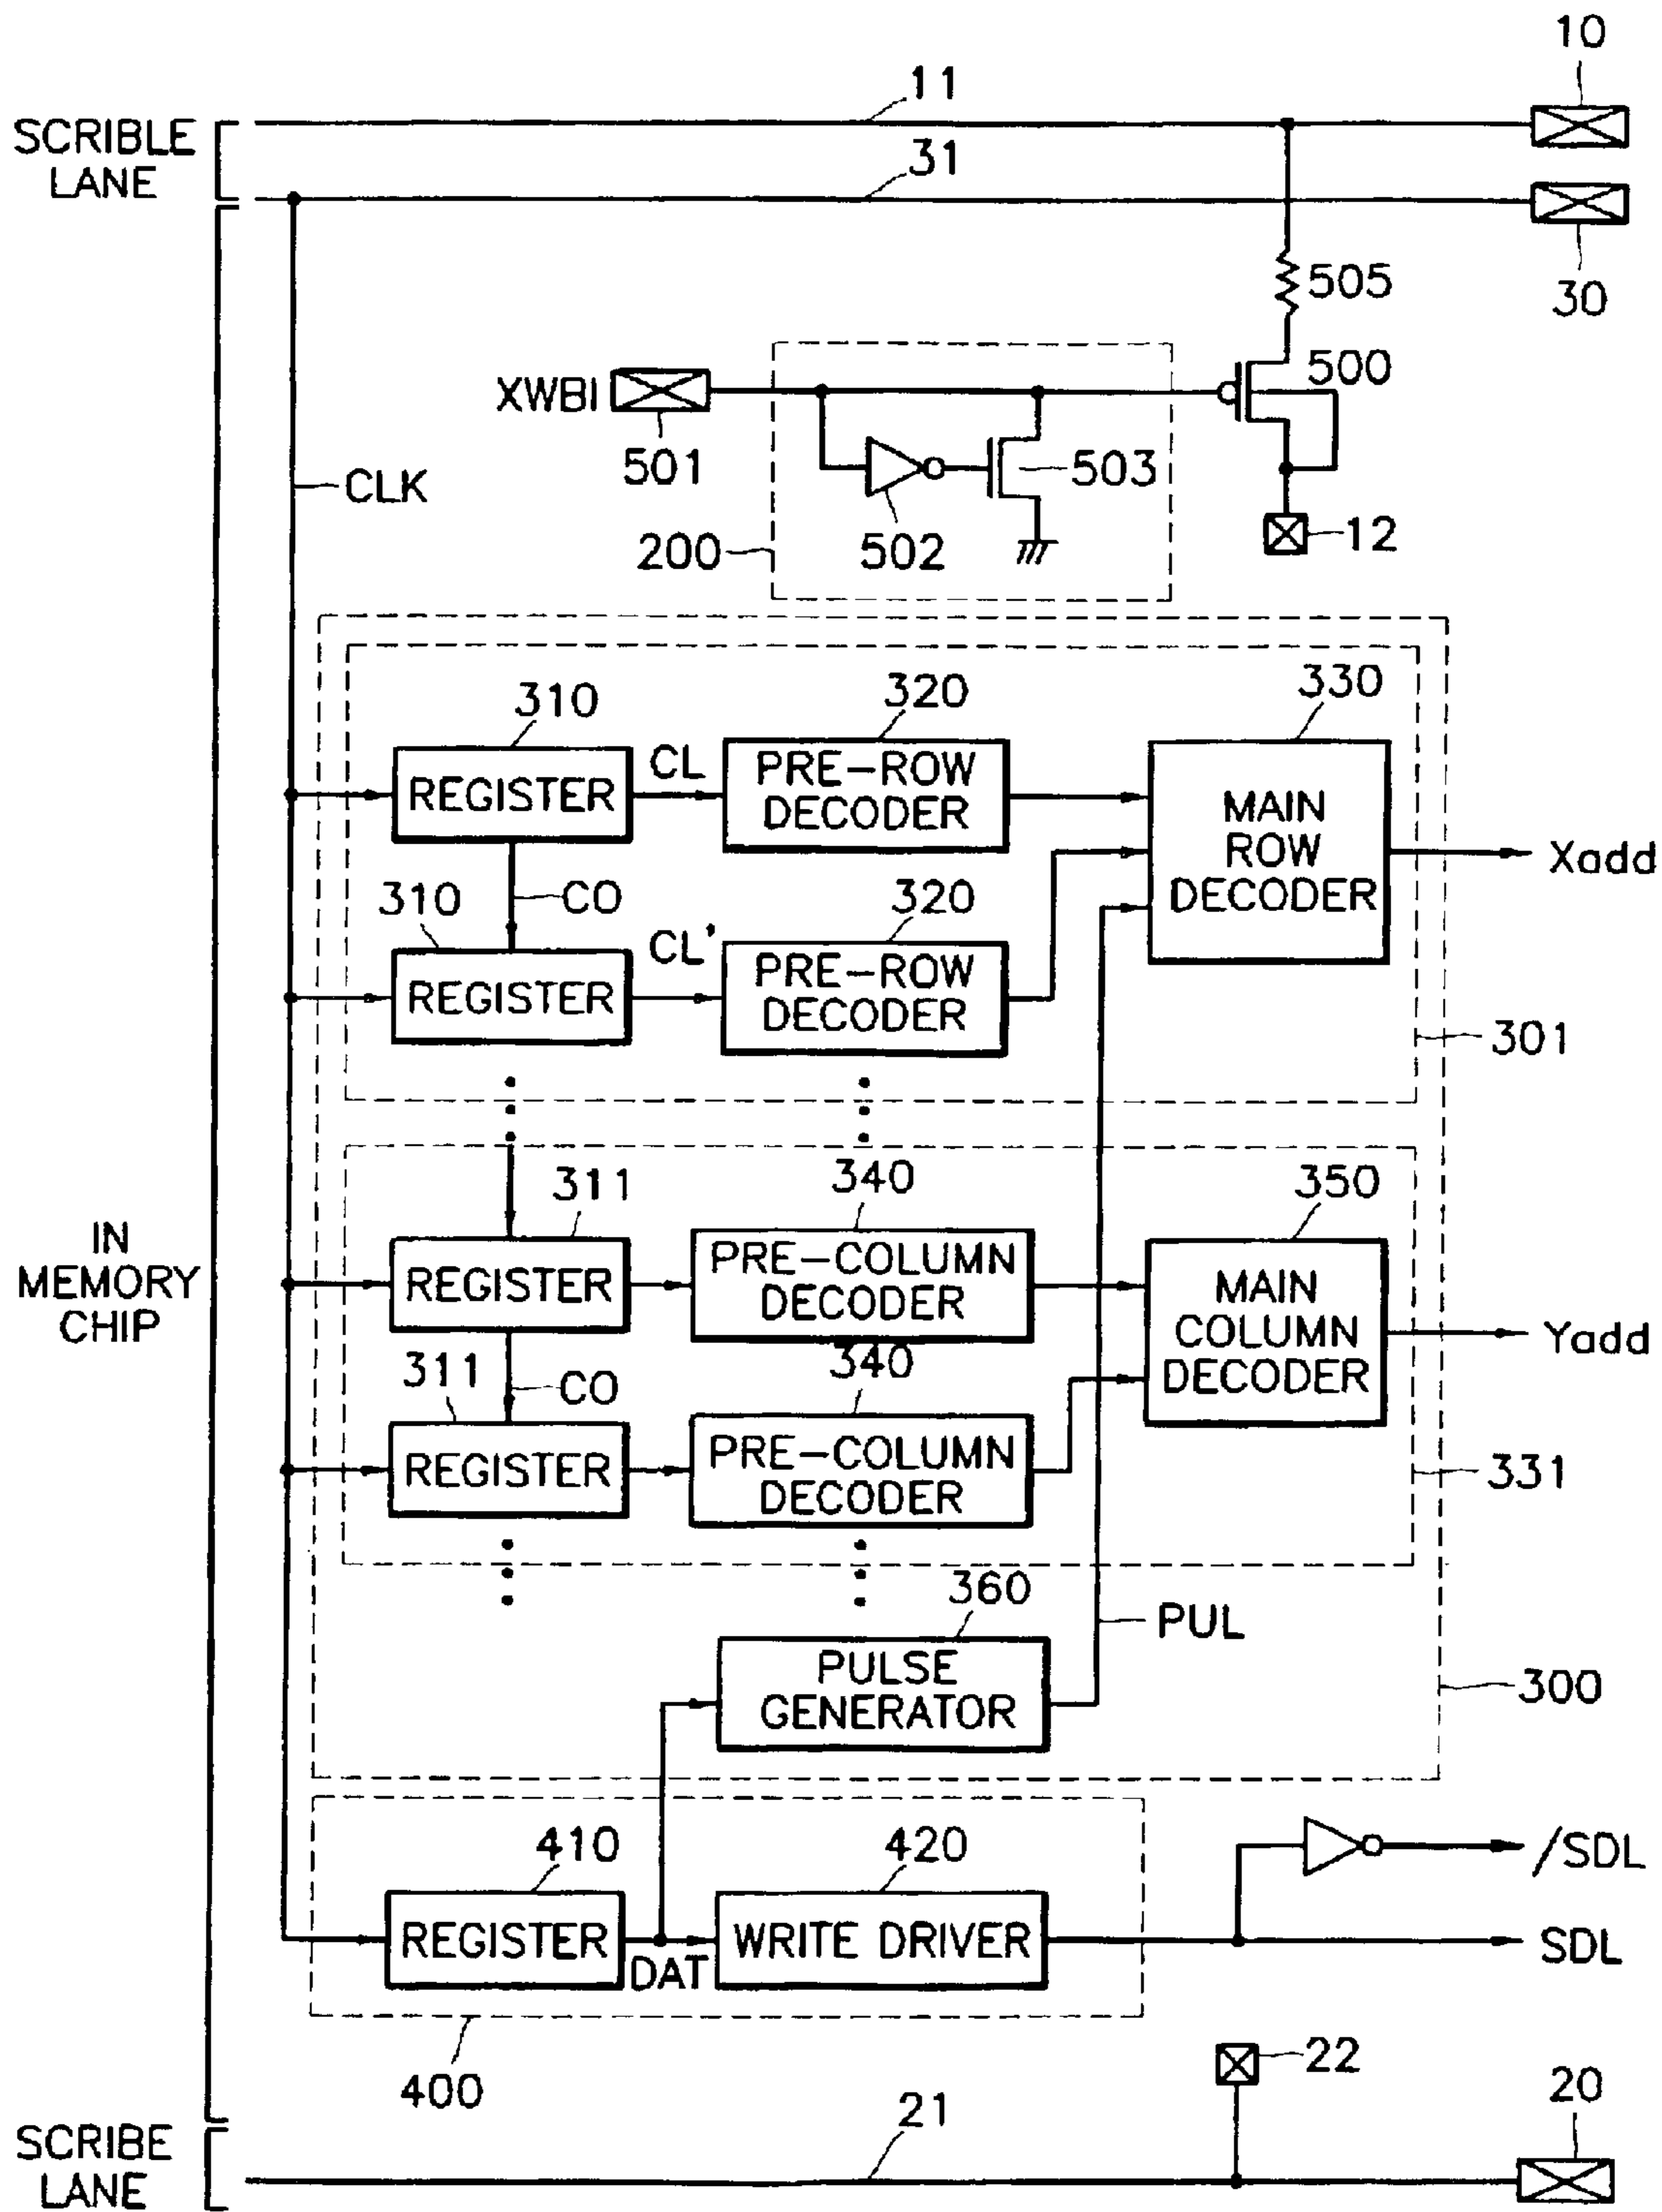 10
11
SCRIBLE
LANE
31
30
505
500
XWBI
501
503
CLK
502
200
12
310
320
330
REGISTER
CL
PRE-ROW
DECODER
MAIN
ROW
DECODER
Xadd
310
CO
320
CL'
REGISTER
PRE-ROW
DECODER
301
311
340
350
IN
MEMORY
CHIP
REGISTER
PRE-COLUMN
DECODER
MAIN
COLUMN
DECODER
Yadd
311
CO
340
REGISTER
PRE-COLUMN
DECODER
331
360
PUL
PULSE
GENERATOR
300
410
420
/SDL
REGISTER
DAT
WRITE DRIVER
SDL
400
22
20
21
SCRIBE
LANE